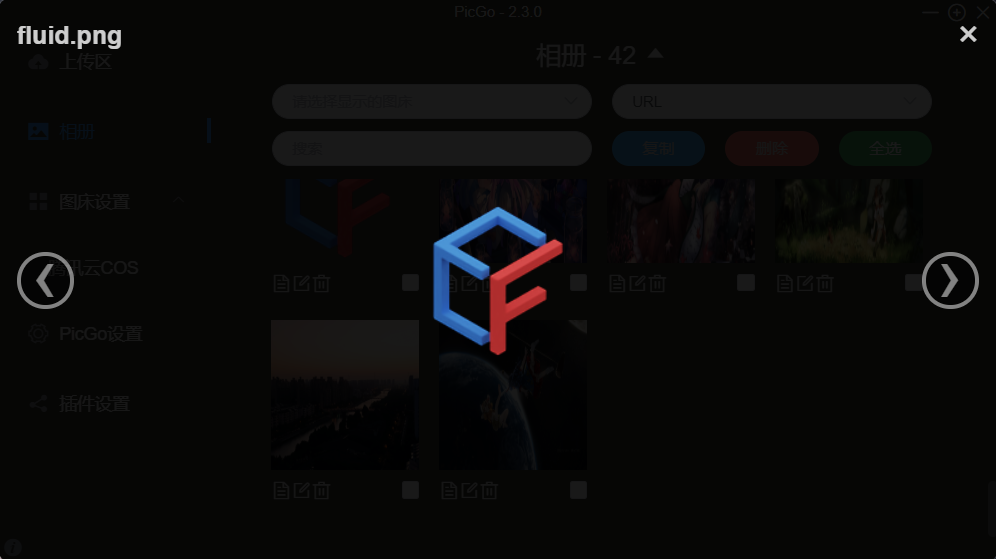 PicGo - 2.3.0
fluid.png
上传区
相册 - 42
相册
请选择显示的图床
URL
搜索
复制
删除
全选
图床设置
腾讯云COS
PicGo设置
插件设置